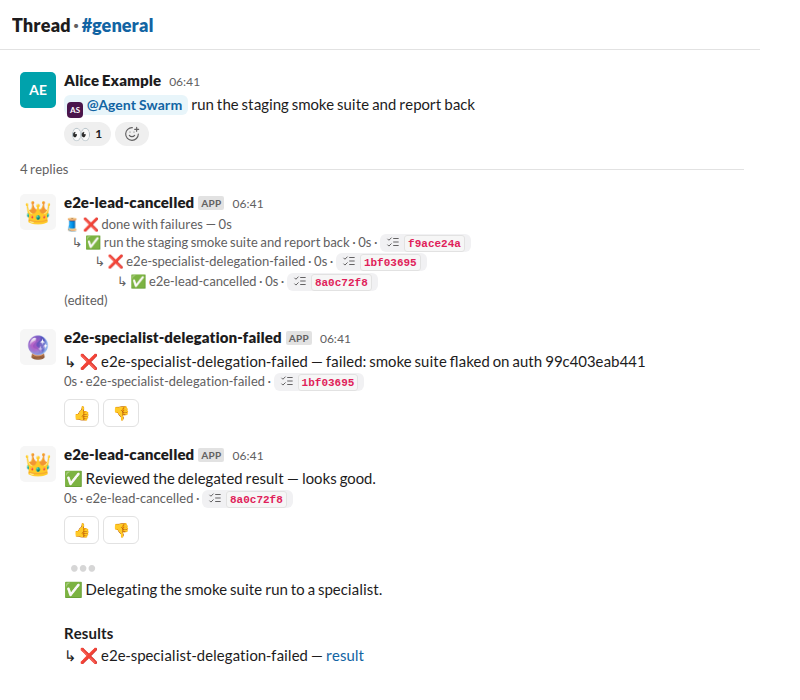 Thread • #general
AE
Alice Example 06:41
AS @Agent Swarm run the staging smoke suite and report back
👀 1
4 replies
e2e-lead-cancelled APP 06:41
🧵 ❌ done with failures — 0s
↳ ✅ run the staging smoke suite and report back · 0s · f9ace24a
↳ ❌ e2e-specialist-delegation-failed · 0s · 1bf03695
↳ ✅ e2e-lead-cancelled · 0s · 8a0c72f8
(edited)
e2e-specialist-delegation-failed APP 06:41
↳ ❌ e2e-specialist-delegation-failed — failed: smoke suite flaked on auth 99c403eab441
0s · e2e-specialist-delegation-failed · 1bf03695
👍 👎
e2e-lead-cancelled APP 06:41
✅ Reviewed the delegated result — looks good.
0s · e2e-lead-cancelled · 8a0c72f8
👍 👎
✅ Delegating the smoke suite run to a specialist.
Results
↳ ❌ e2e-specialist-delegation-failed — result